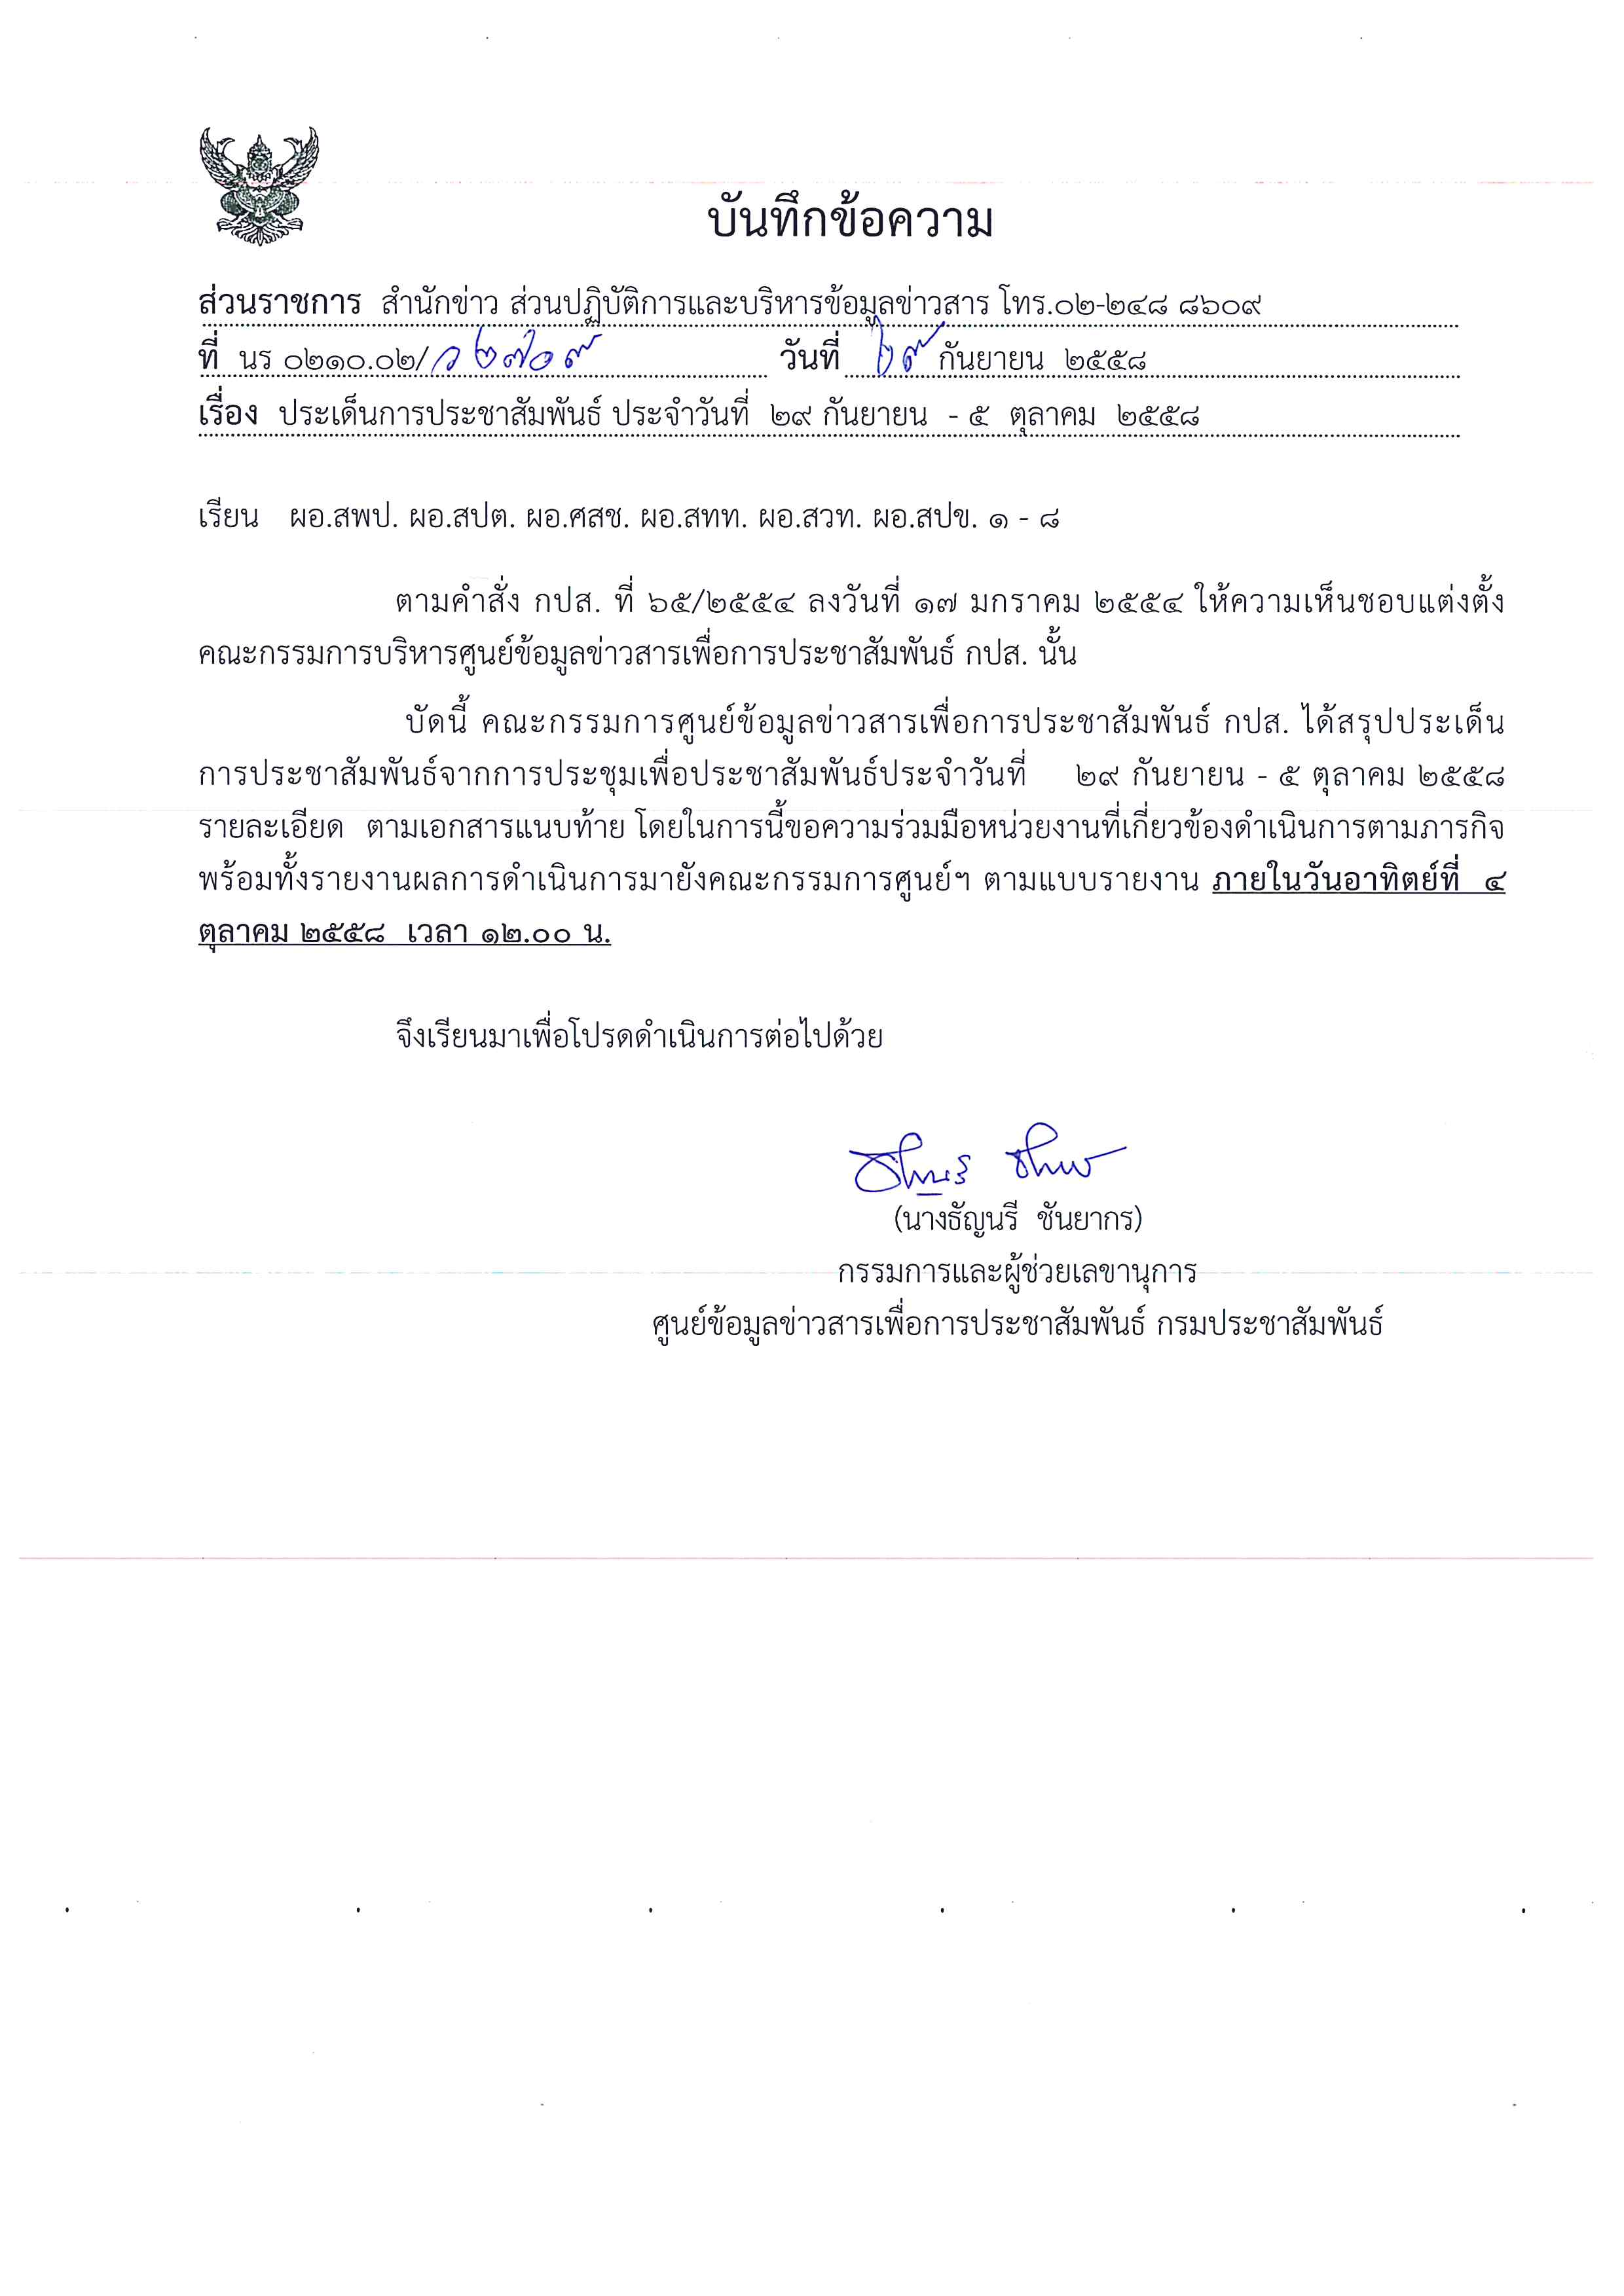 บันทึกข้อความ
ส่วนราชการ สำนักข่าว ส่วนปฏิบัติการและบริหารข้อมูลข่าวสาร โทร.๐๒-๒๔๘ ๘๖๐๙
ที่ นร ๐๒๑๐.๐๒/ว ๒๗๐๙ วันที่ ๒๙ กันยายน ๒๕๕๘
เรื่อง ประเด็นการประชาสัมพันธ์ ประจำวันที่ ๒๙ กันยายน - ๕ ตุลาคม ๒๕๕๘
เรียน ผอ.สพป. ผอ.สปต. ผอ.ศสช. ผอ.สทท. ผอ.สวท. ผอ.สปข. ๑ - ๘
ตามคำสั่ง กปส. ที่ ๖๕/๒๕๕๔ ลงวันที่ ๑๗ มกราคม ๒๕๕๔ ให้ความเห็นชอบแต่งตั้ง
คณะกรรมการบริหารศูนย์ข้อมูลข่าวสารเพื่อการประชาสัมพันธ์ กปส. นั้น
บัดนี้ คณะกรรมการศูนย์ข้อมูลข่าวสารเพื่อการประชาสัมพันธ์ กปส. ได้สรุปประเด็น
การประชาสัมพันธ์จากการประชุมเพื่อประชาสัมพันธ์ประจำวันที่ ๒๙ กันยายน - ๕ ตุลาคม ๒๕๕๘
รายละเอียด ตามเอกสารแนบท้าย โดยในการนี้ขอความร่วมมือหน่วยงานที่เกี่ยวข้องดำเนินการตามภารกิจ
พร้อมทั้งรายงานผลการดำเนินการมายังคณะกรรมการศูนย์ฯ ตามแบบรายงาน ภายในวันอาทิตย์ที่ ๔
ตุลาคม ๒๕๕๘ เวลา ๑๒.๐๐ น.
จึงเรียนมาเพื่อโปรดดำเนินการต่อไปด้วย
(นางธัญนรี ชันยากร)
กรรมการและผู้ช่วยเลขานุการ
ศูนย์ข้อมูลข่าวสารเพื่อการประชาสัมพันธ์ กรมประชาสัมพันธ์